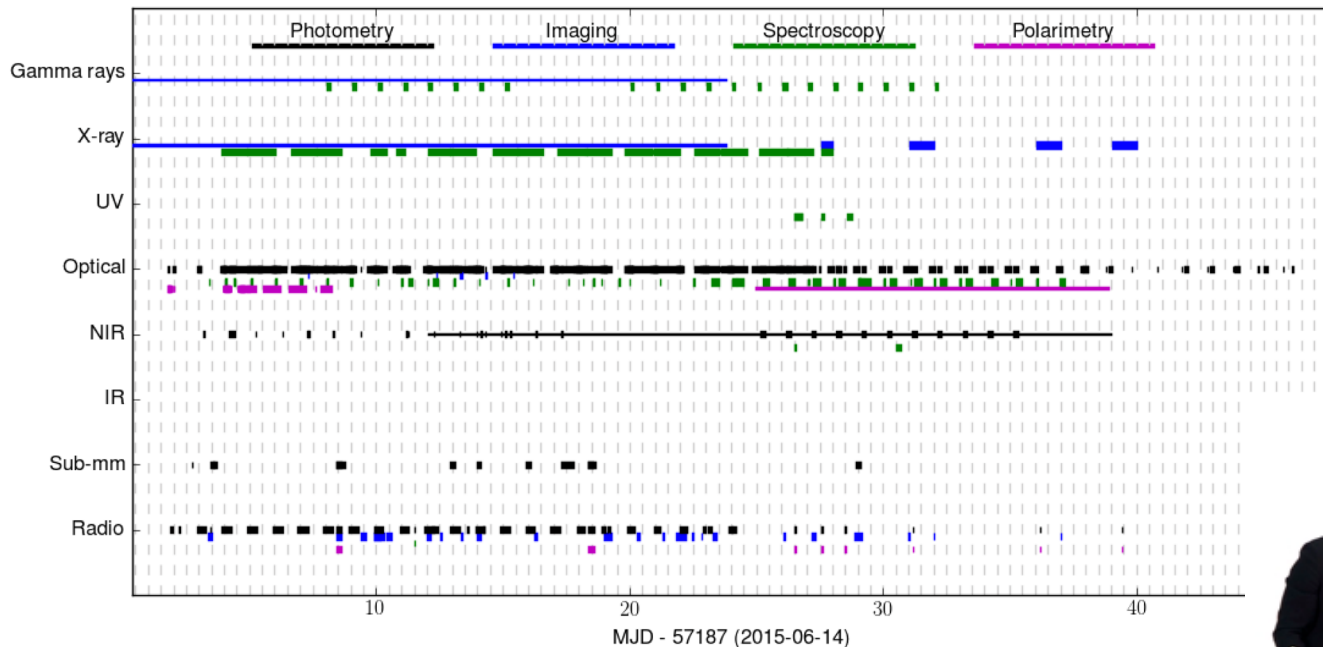 Photometry Imaging Spectroscopy Polarimetry
Gamma rays
X-ray
UV
Optical
NIR
IR
Sub-mm
Radio
10 20 30 40
MJD - 57187 (2015-06-14)